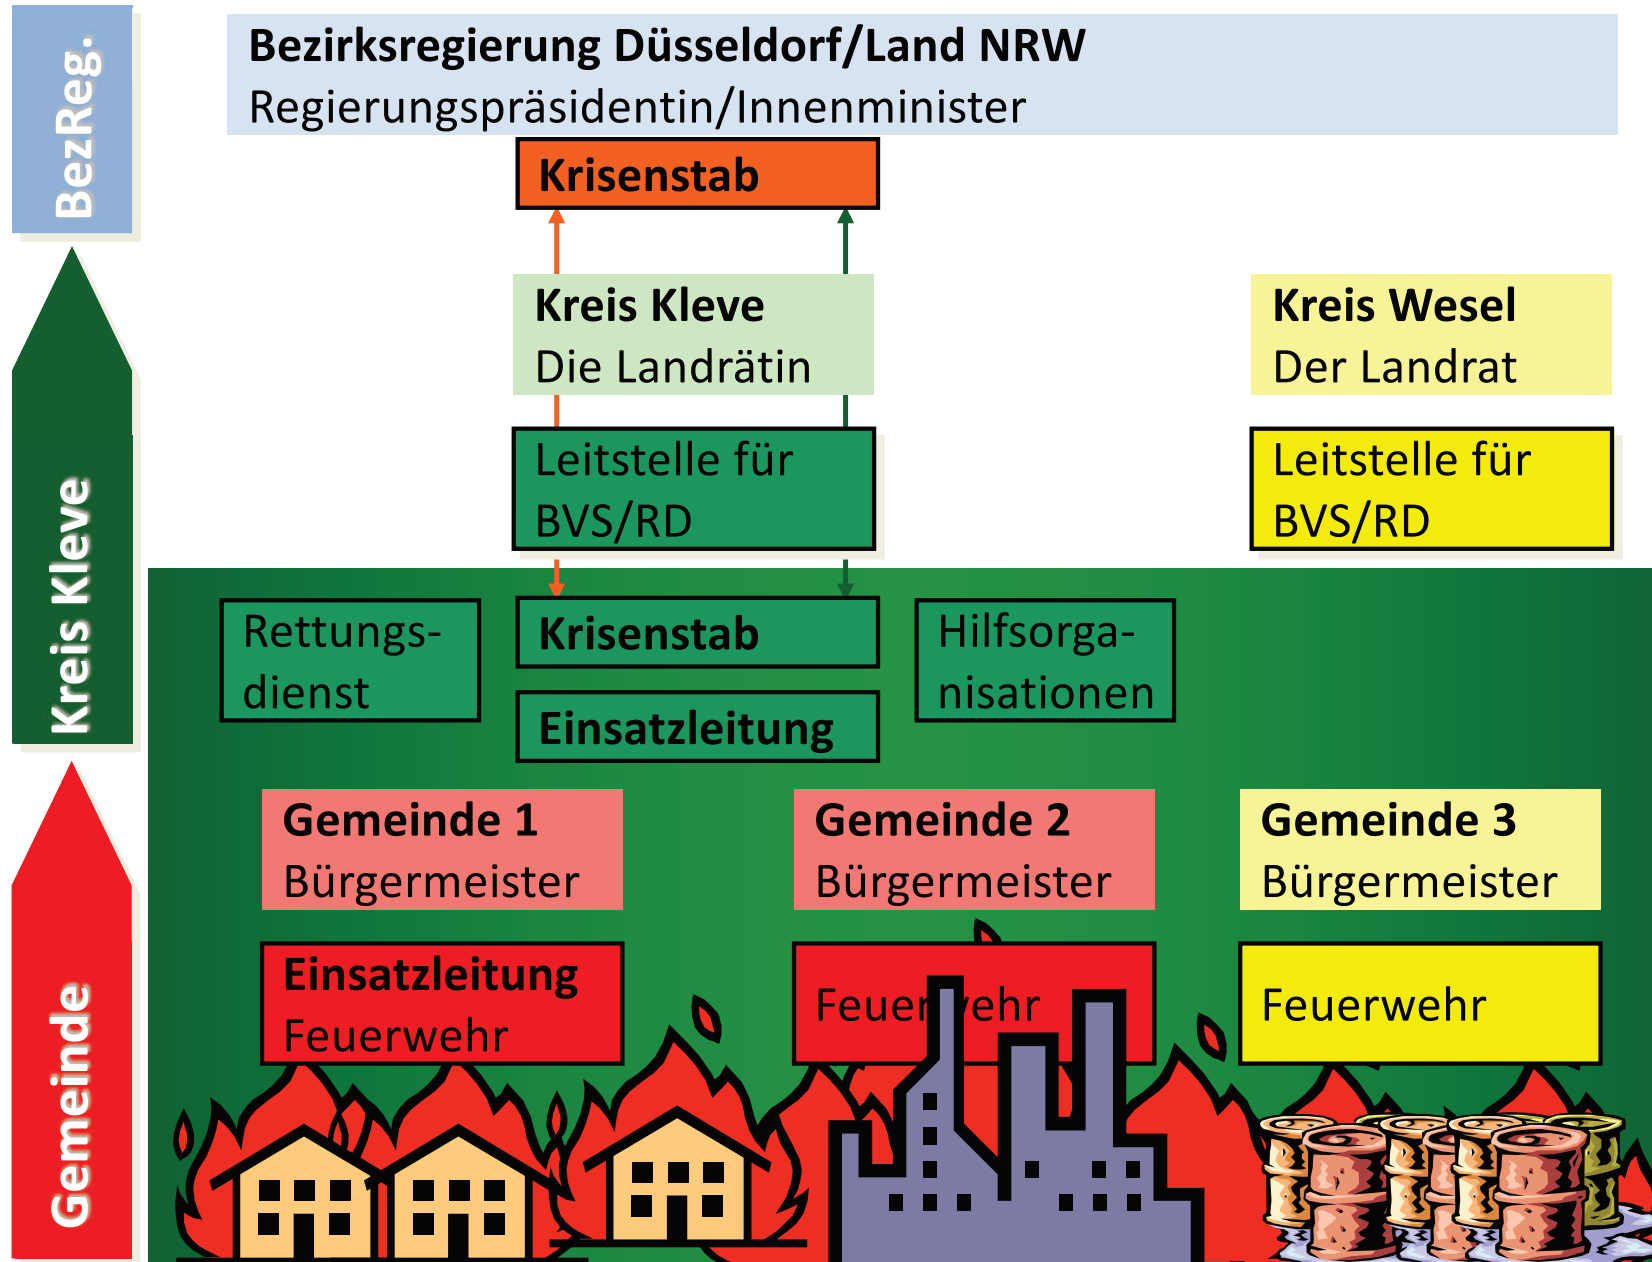 BezReg.
Bezirksregierung Düsseldorf/Land NRW
Regierungspräsidentin/Innenminister
Krisenstab
Kreis Kleve
Kreis Kleve
Die Landrätin
Kreis Wesel
Der Landrat
Leitstelle für
BVS/RD
Leitstelle für
BVS/RD
Rettungs-
dienst
Krisenstab
Einsatzleitung
Hilfsorga-
nisationen
Gemeinde
Gemeinde 1
Bürgermeister
Gemeinde 2
Bürgermeister
Gemeinde 3
Bürgermeister
Einsatzleitung
Feuerwehr
Feuerwehr
Feuerwehr